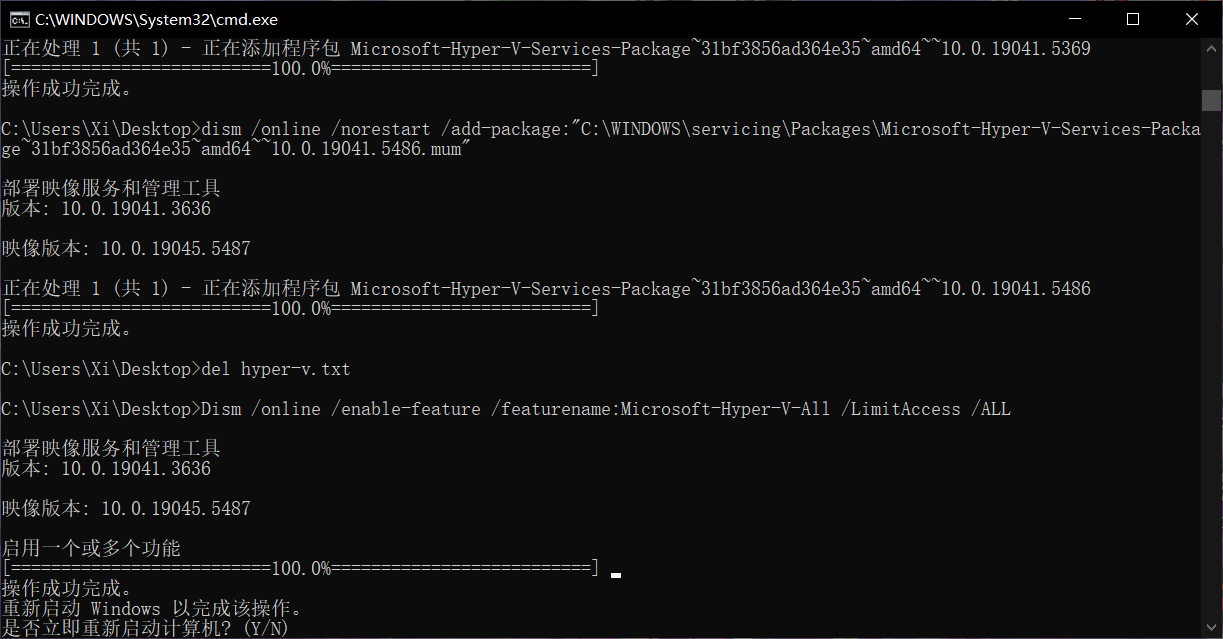 C:\WINDOWS\System32\cmd.exe
正在处理 1 (共 1) - 正在添加程序包 Microsoft-Hyper-V-Services-Package~31bf3856ad364e35~amd64~~10.0.19041.5369
[==========================100.0%==========================]
操作成功完成。
C:\Users\Xi\Desktop>dism /online /norestart /add-package:"C:\WINDOWS\servicing\Packages\Microsoft-Hyper-V-Services-Packa
ge~31bf3856ad364e35~amd64~~10.0.19041.5486.mum"
部署映像服务和管理工具
版本: 10.0.19041.3636
映像版本: 10.0.19045.5487
正在处理 1 (共 1) - 正在添加程序包 Microsoft-Hyper-V-Services-Package~31bf3856ad364e35~amd64~~10.0.19041.5486
[==========================100.0%==========================]
操作成功完成。
C:\Users\Xi\Desktop>del hyper-v.txt
C:\Users\Xi\Desktop>Dism /online /enable-feature /featurename:Microsoft-Hyper-V-All /LimitAccess /ALL
部署映像服务和管理工具
版本: 10.0.19041.3636
映像版本: 10.0.19045.5487
启用一个或多个功能
[==========================100.0%==========================]
操作成功完成。
重新启动 Windows 以完成该操作。
是否立即重新启动计算机? (Y/N)